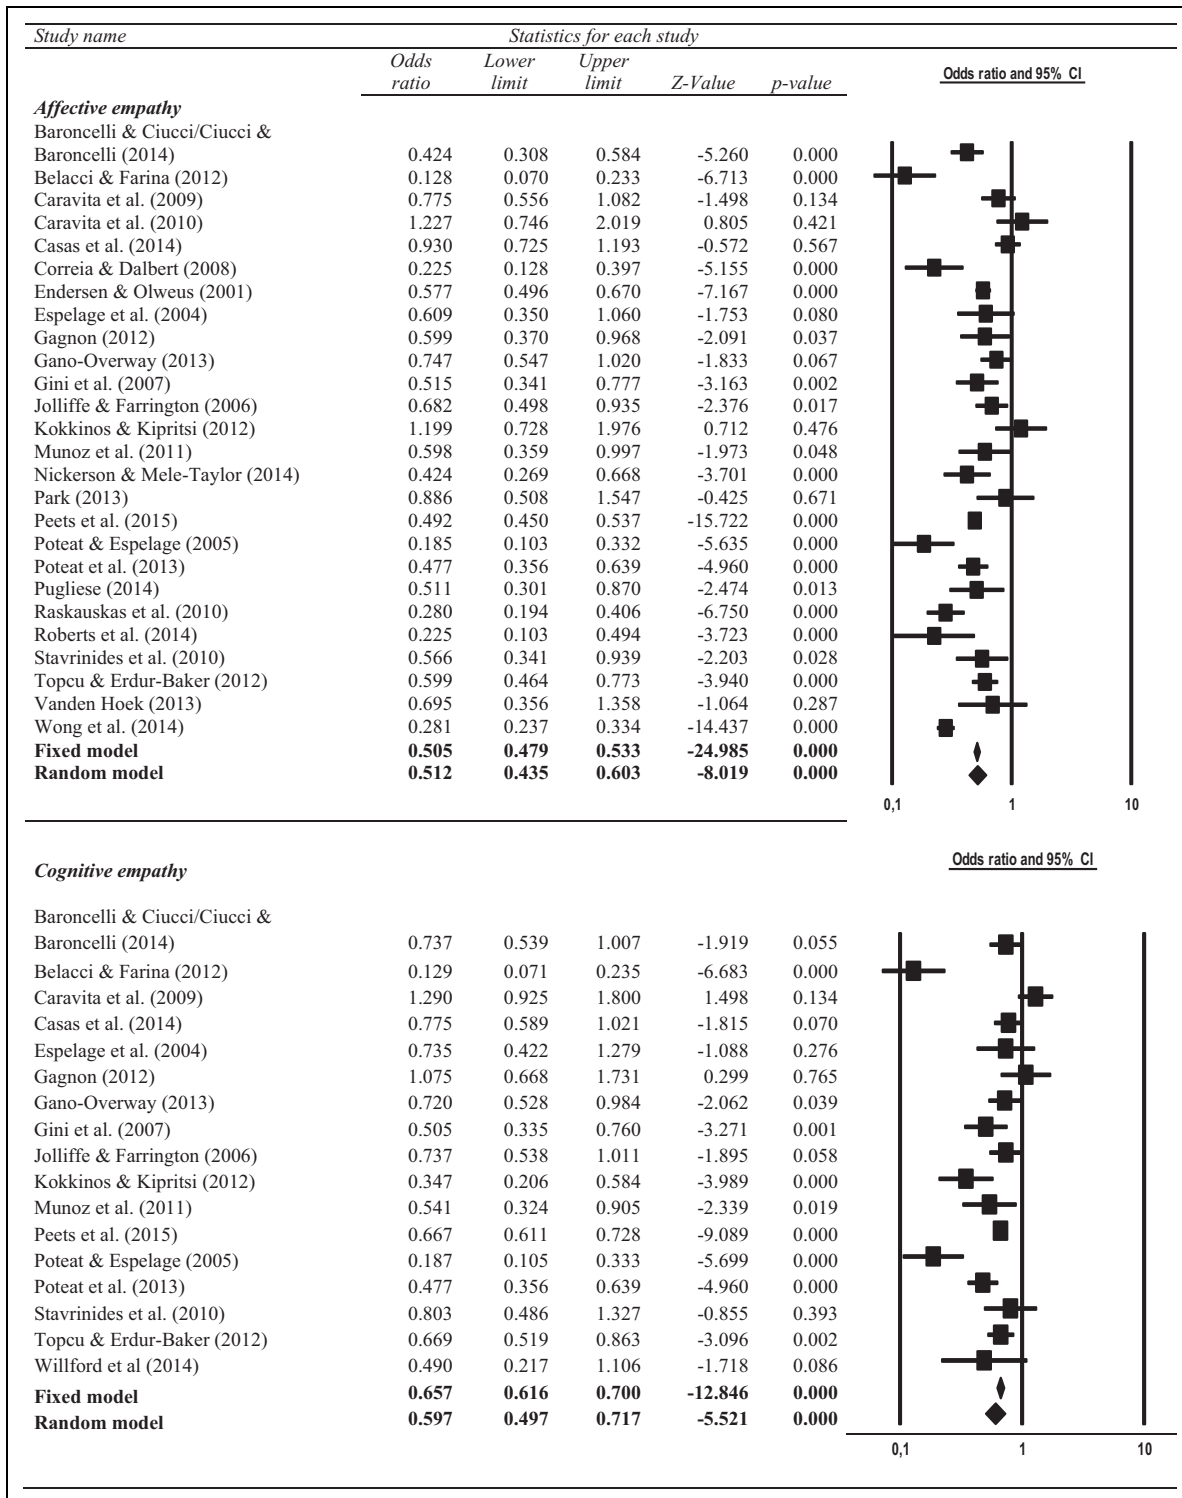 Study name Statistics for each study
Odds ratio Lower limit Upper limit Z-Value p-value Odds ratio and 95% CI
Affective empathy
Baroncelli & Ciucci/Ciucci &
Baroncelli (2014) 0.424 0.308 0.584 -5.260 0.000
Belacci & Farina (2012) 0.128 0.070 0.233 -6.713 0.000
Caravita et al. (2009) 0.775 0.556 1.082 -1.498 0.134
Caravita et al. (2010) 1.227 0.746 2.019 0.805 0.421
Casas et al. (2014) 0.930 0.725 1.193 -0.572 0.567
Correia & Dalbert (2008) 0.225 0.128 0.397 -5.155 0.000
Endersen & Olweus (2001) 0.577 0.496 0.670 -7.167 0.000
Espelage et al. (2004) 0.609 0.350 1.060 -1.753 0.080
Gagnon (2012) 0.599 0.370 0.968 -2.091 0.037
Gano-Overway (2013) 0.747 0.547 1.020 -1.833 0.067
Gini et al. (2007) 0.515 0.341 0.777 -3.163 0.002
Jolliffe & Farrington (2006) 0.682 0.498 0.935 -2.376 0.017
Kokkinos & Kipritsi (2012) 1.199 0.728 1.976 0.712 0.476
Munoz et al. (2011) 0.598 0.359 0.997 -1.973 0.048
Nickerson & Mele-Taylor (2014) 0.424 0.269 0.668 -3.701 0.000
Park (2013) 0.886 0.508 1.547 -0.425 0.671
Peets et al. (2015) 0.492 0.450 0.537 -15.722 0.000
Poteat & Espelage (2005) 0.185 0.103 0.332 -5.635 0.000
Poteat et al. (2013) 0.477 0.356 0.639 -4.960 0.000
Pugliese (2014) 0.511 0.301 0.870 -2.474 0.013
Raskauskas et al. (2010) 0.280 0.194 0.406 -6.750 0.000
Roberts et al. (2014) 0.225 0.103 0.494 -3.723 0.000
Stavrinides et al. (2010) 0.566 0.341 0.939 -2.203 0.028
Topcu & Erdur-Baker (2012) 0.599 0.464 0.773 -3.940 0.000
Vanden Hoek (2013) 0.695 0.356 1.358 -1.064 0.287
Wong et al. (2014) 0.281 0.237 0.334 -14.437 0.000
Fixed model 0.505 0.479 0.533 -24.985 0.000
Random model 0.512 0.435 0.603 -8.019 0.000
0,1 1 10
Odds ratio and 95% CI
Cognitive empathy
Baroncelli & Ciucci/Ciucci &
Baroncelli (2014) 0.737 0.539 1.007 -1.919 0.055
Belacci & Farina (2012) 0.129 0.071 0.235 -6.683 0.000
Caravita et al. (2009) 1.290 0.925 1.800 1.498 0.134
Casas et al. (2014) 0.775 0.589 1.021 -1.815 0.070
Espelage et al. (2004) 0.735 0.422 1.279 -1.088 0.276
Gagnon (2012) 1.075 0.668 1.731 0.299 0.765
Gano-Overway (2013) 0.720 0.528 0.984 -2.062 0.039
Gini et al. (2007) 0.505 0.335 0.760 -3.271 0.001
Jolliffe & Farrington (2006) 0.737 0.538 1.011 -1.895 0.058
Kokkinos & Kipritsi (2012) 0.347 0.206 0.584 -3.989 0.000
Munoz et al. (2011) 0.541 0.324 0.905 -2.339 0.019
Peets et al. (2015) 0.667 0.611 0.728 -9.089 0.000
Poteat & Espelage (2005) 0.187 0.105 0.333 -5.699 0.000
Poteat et al. (2013) 0.477 0.356 0.639 -4.960 0.000
Stavrinides et al. (2010) 0.803 0.486 1.327 -0.855 0.393
Topcu & Erdur-Baker (2012) 0.669 0.519 0.863 -3.096 0.002
Willford et al (2014) 0.490 0.217 1.106 -1.718 0.086
Fixed model 0.657 0.616 0.700 -12.846 0.000
Random model 0.597 0.497 0.717 -5.521 0.000
0,1 1 10